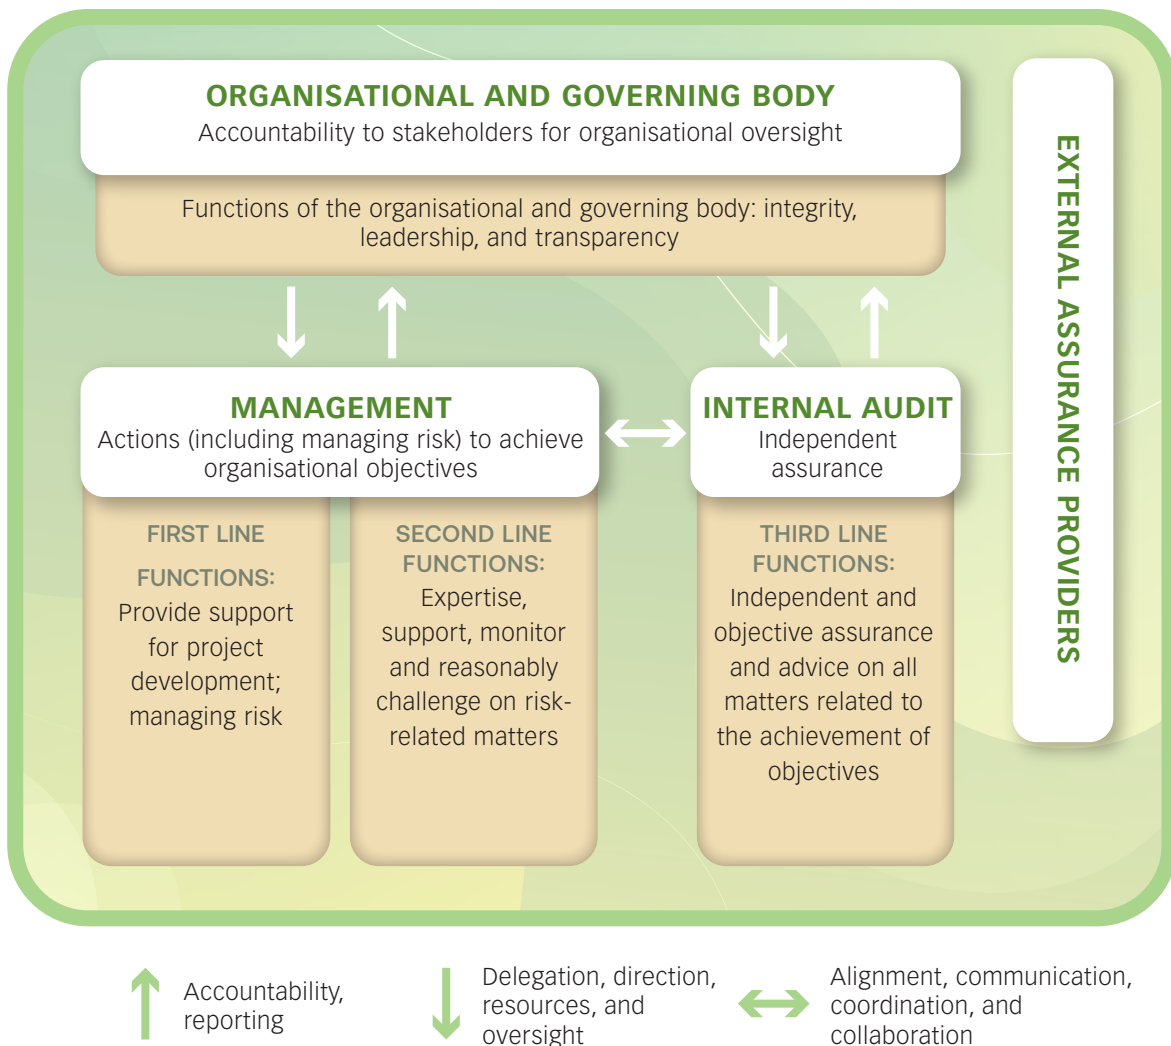 ORGANISATIONAL AND GOVERNING BODY
Accountability to stakeholders for organisational oversight
Functions of the organisational and governing body: integrity,
leadership, and transparency
MANAGEMENT
Actions (including managing risk) to achieve
organisational objectives
INTERNAL AUDIT
Independent
assurance
FIRST LINE
FUNCTIONS:
Provide support
for project
development;
managing risk
SECOND LINE
FUNCTIONS:
Expertise,
support, monitor
and reasonably
challenge on risk-
related matters
THIRD LINE
FUNCTIONS:
Independent and
objective assurance
and advice on all
matters related to
the achievement of
objectives
EXTERNAL ASSURANCE PROVIDERS
Accountability,
reporting
Delegation, direction,
resources, and
oversight
Alignment, communication,
coordination, and
collaboration